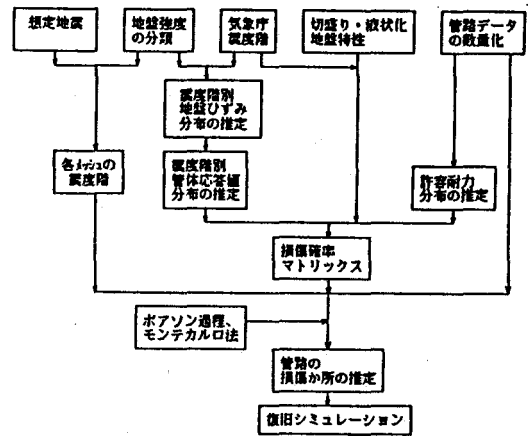 想定地震
地盤強度
の分類
気象庁
震度階
切盛り・液状化
地盤特性
管路データ
の数量化
震度階別
地盤ひずみ
分布の推定
各メッシュの
震度階
震度階別
管体応答値
分布の推定
許容耐力
分布の推定
損傷確率
マトリックス
ポアソン過程、
モンテカルロ法
管路の
損傷か所の推定
復旧シミュレーション